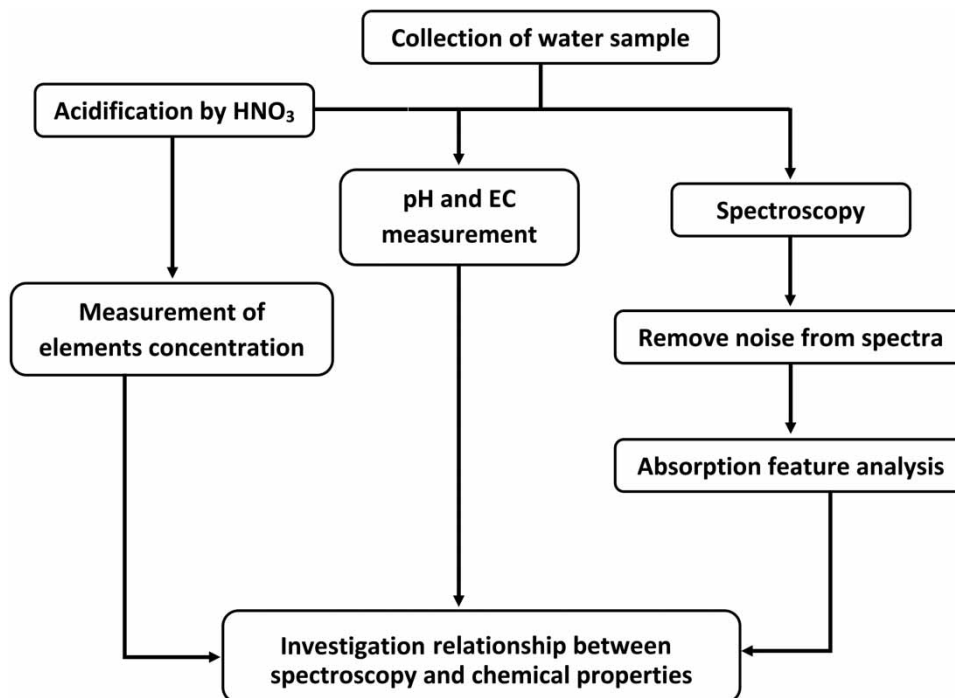 Collection of water sample
Acidification by HNO₃
pH and EC
measurement
Spectroscopy
Measurement of
elements concentration
Remove noise from spectra
Absorption feature analysis
Investigation relationship between
spectroscopy and chemical properties